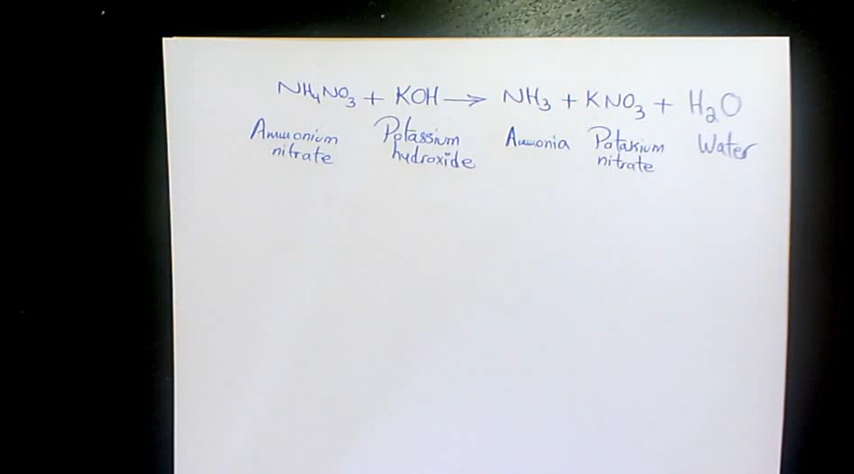 NH₄NO₃ + KOH → NH₃ + KNO₃ + H₂O
Ammonium nitrate
Potassium hydroxide
Ammonia
Potassium nitrate
Water